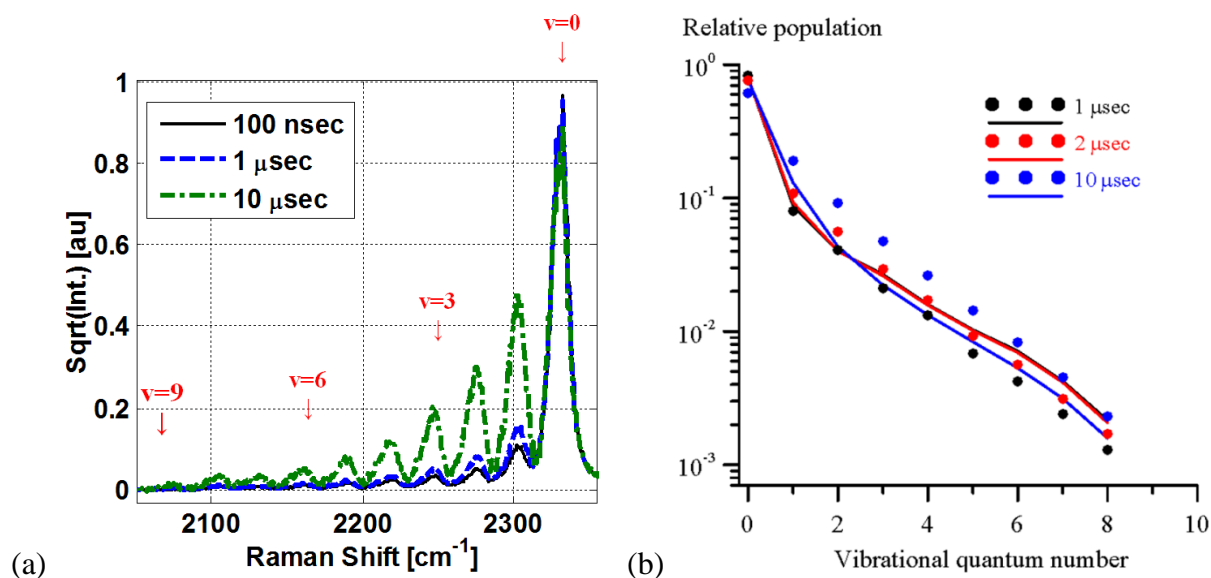 v=0
v=3
v=6
v=9
100 nsec
1 μsec
10 μsec
Sqrt(Int.) [au]
1
0.8
0.6
0.4
0.2
0
2100 2200 2300
Raman Shift [cm⁻¹]
(a)
Relative population
1 μsec
2 μsec
10 μsec
10⁰
10⁻¹
10⁻²
10⁻³
0 2 4 6 8 10
Vibrational quantum number
(b)